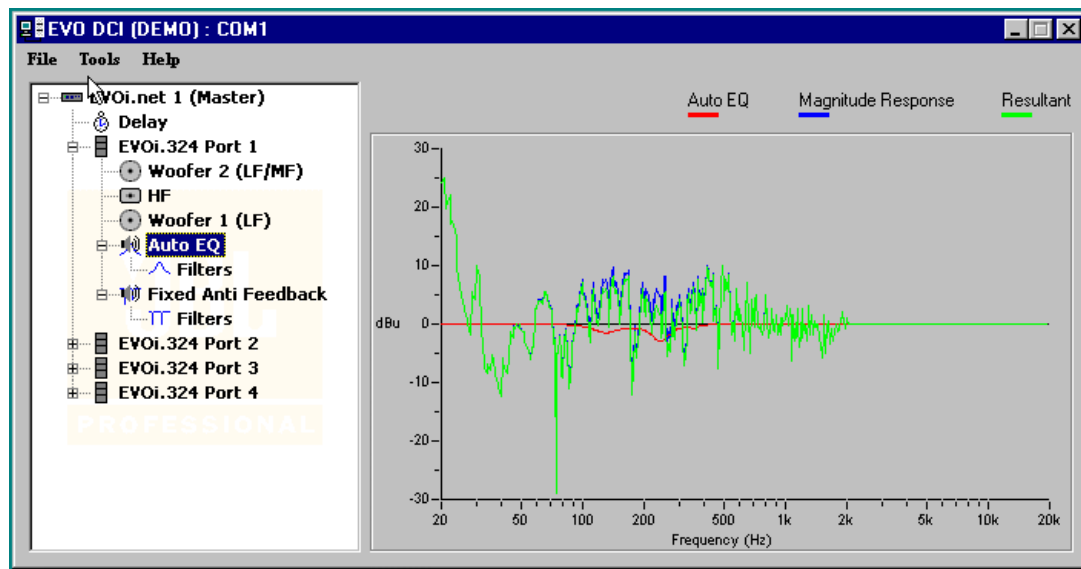 EVO DCI (DEMO) : COM1
File Tools Help
EVOi.net 1 (Master)
Delay
EVOi.324 Port 1
Woofer 2 (LF/MF)
HF
Woofer 1 (LF)
Auto EQ
Filters
Fixed Anti Feedback
Filters
EVOi.324 Port 2
EVOi.324 Port 3
EVOi.324 Port 4
PROFESSIONAL
Auto EQ Magnitude Response Resultant
30
20
10
dBu 0
-10
-20
-30
20 50 100 200 500 1k 2k 5k 10k 20k
Frequency (Hz)